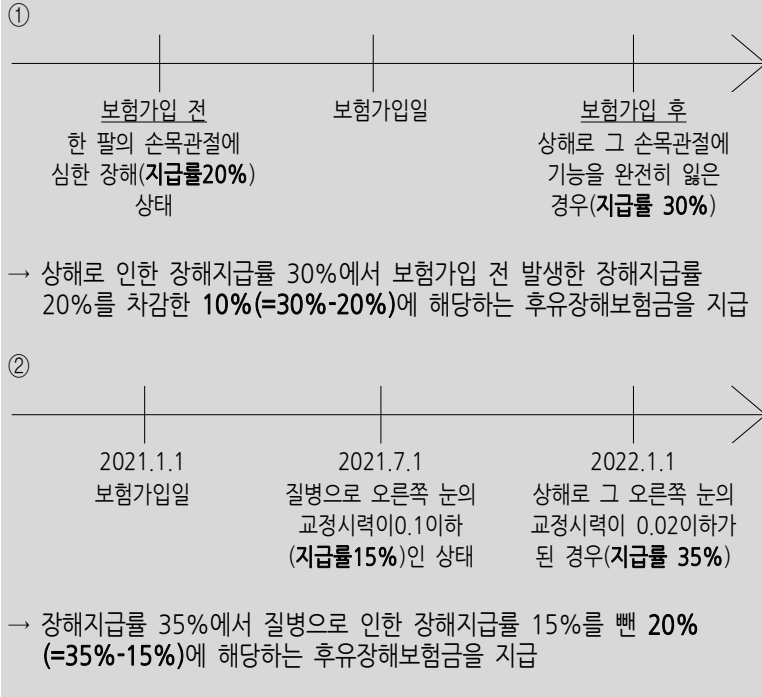 ①
보험가입 전
한 팔의 손목관절에
심한 장해(지급률20%)
상태
보험가입일
보험가입 후
상해로 그 손목관절에
기능을 완전히 잃은
경우(지급률 30%)
→ 상해로 인한 장해지급률 30%에서 보험가입 전 발생한 장해지급률
20%를 차감한 10%(=30%-20%)에 해당하는 후유장해보험금을 지급
②
2021.1.1
보험가입일
2021.7.1
질병으로 오른쪽 눈의
교정시력이0.1이하
(지급률15%)인 상태
2022.1.1
상해로 그 오른쪽 눈의
교정시력이 0.02이하가
된 경우(지급률 35%)
→ 장해지급률 35%에서 질병으로 인한 장해지급률 15%를 뺀 20%
(=35%-15%)에 해당하는 후유장해보험금을 지급